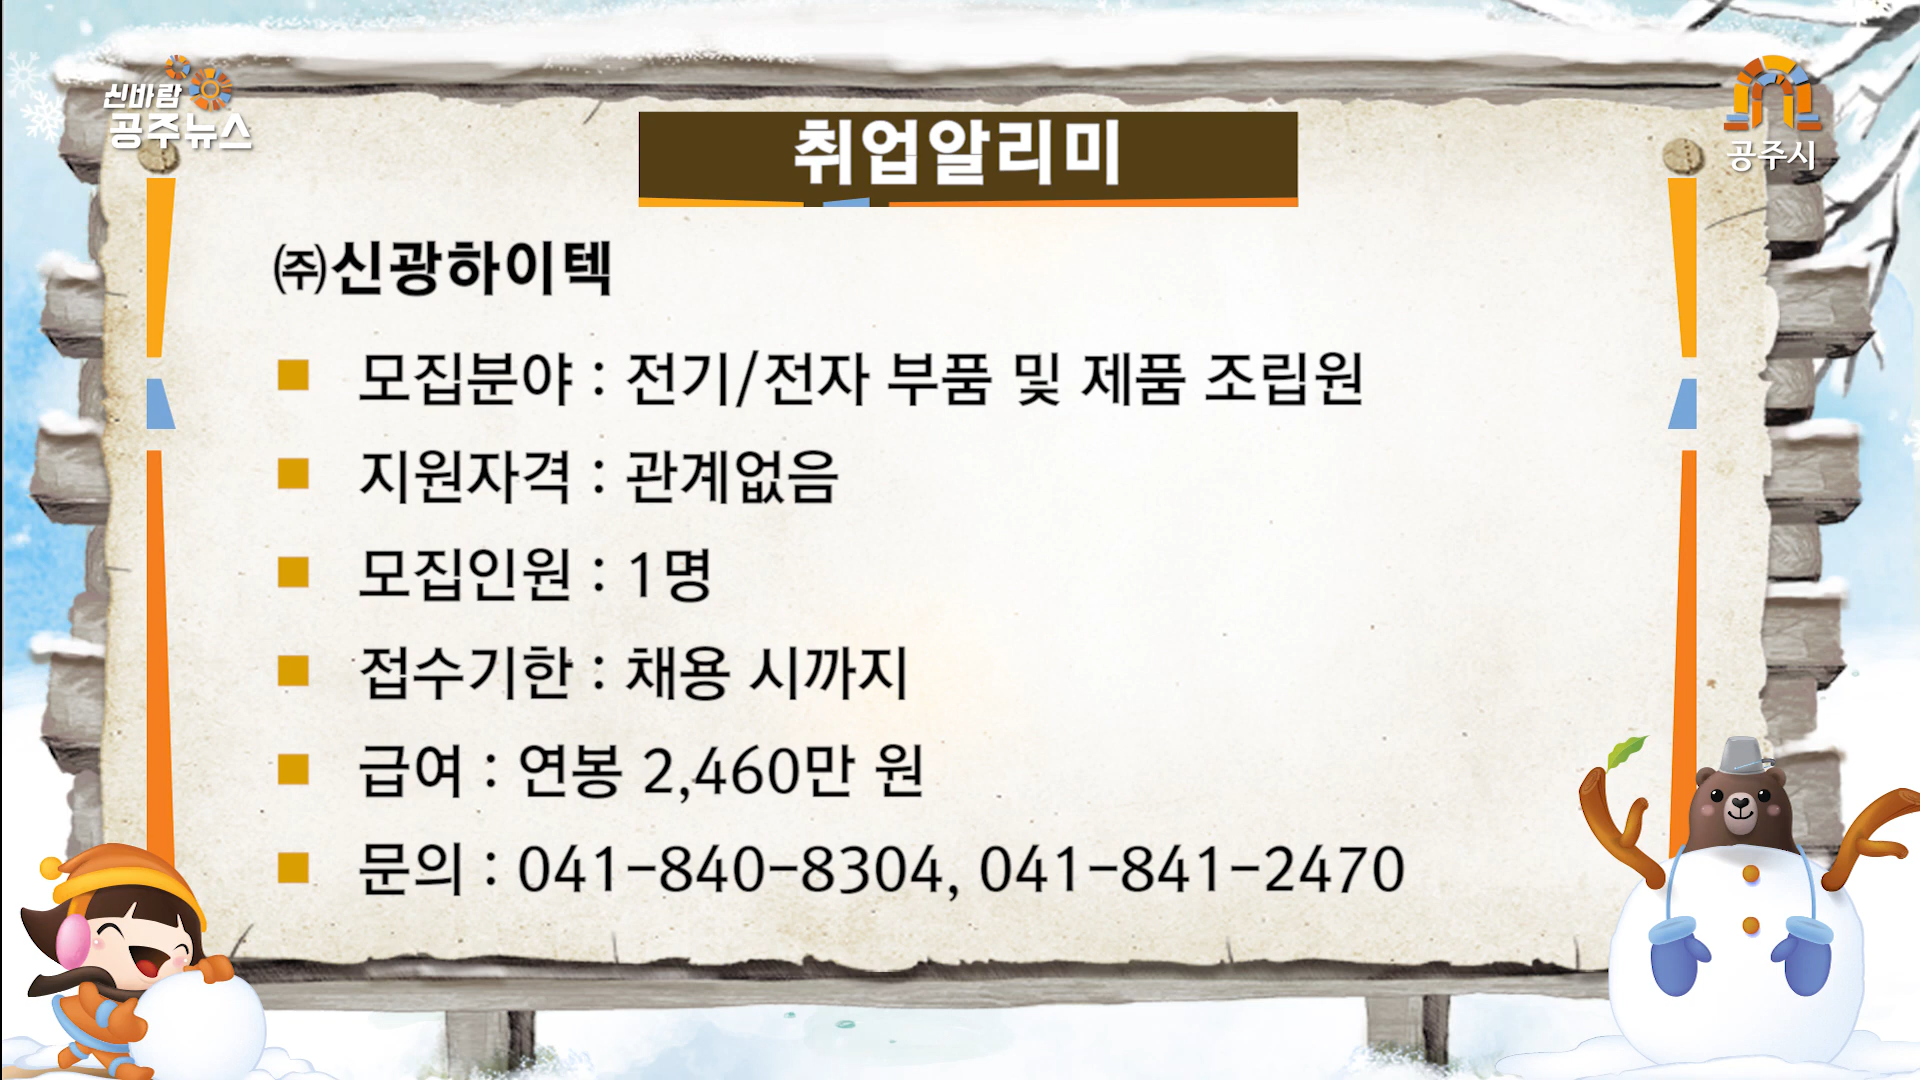 신바람
공주뉴스
공주시
취업알리미
㈜신광하이텍
모집분야 : 전기/전자 부품 및 제품 조립원
지원자격 : 관계없음
모집인원 : 1명
접수기한 : 채용 시까지
급여 : 연봉 2,460만 원
문의 : 041-840-8304, 041-841-2470